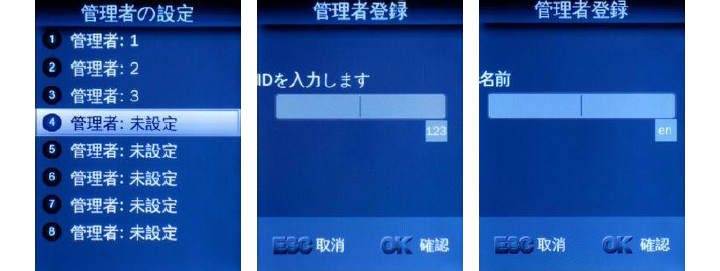 管理者の設定
1 管理者: 1
2 管理者: 2
3 管理者: 3
4 管理者: 未設定
5 管理者: 未設定
6 管理者: 未設定
7 管理者: 未設定
8 管理者: 未設定
管理者登録
IDを入力します
123
ESC 取消 OK 確認
管理者登録
名前
en
ESC 取消 OK 確認